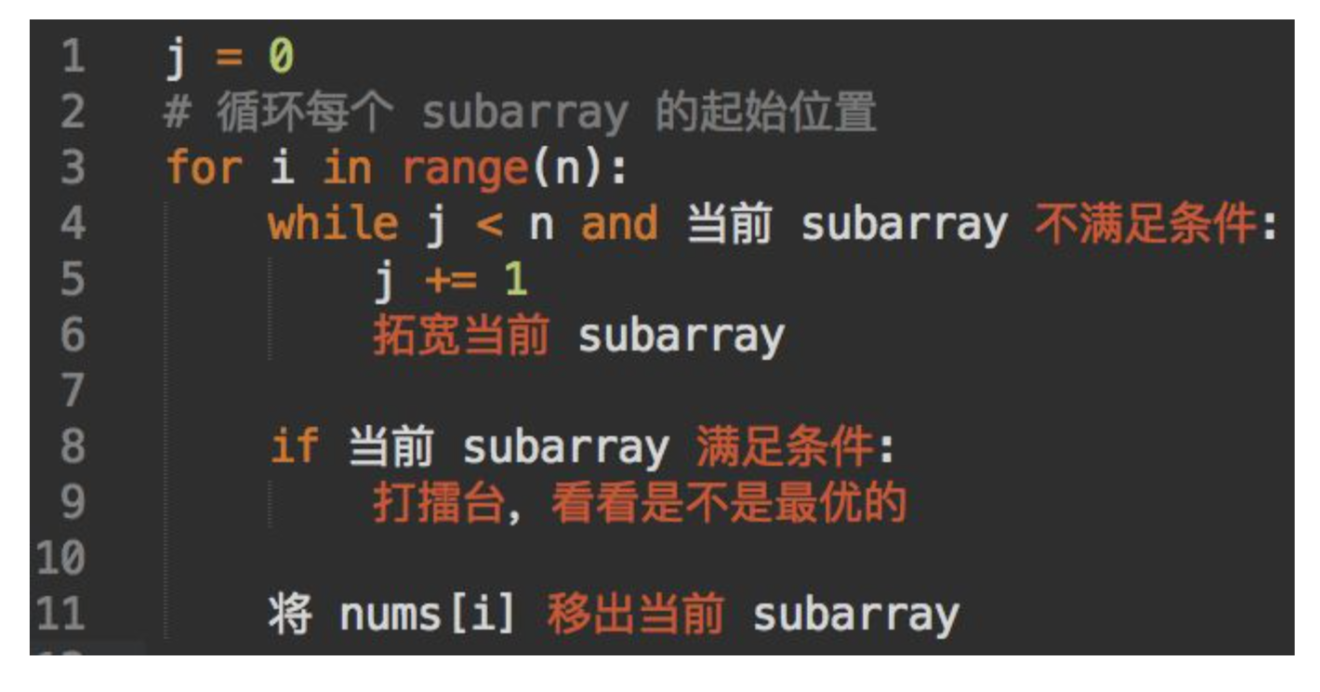 1 j = 0
2 # 循环每个 subarray 的起始位置
3 for i in range(n):
4 while j < n and 当前 subarray 不满足条件:
5 j += 1
6 拓宽当前 subarray
7
8 if 当前 subarray 满足条件:
9 打擂台，看看是不是最优的
10
11 将 nums[i] 移出当前 subarray